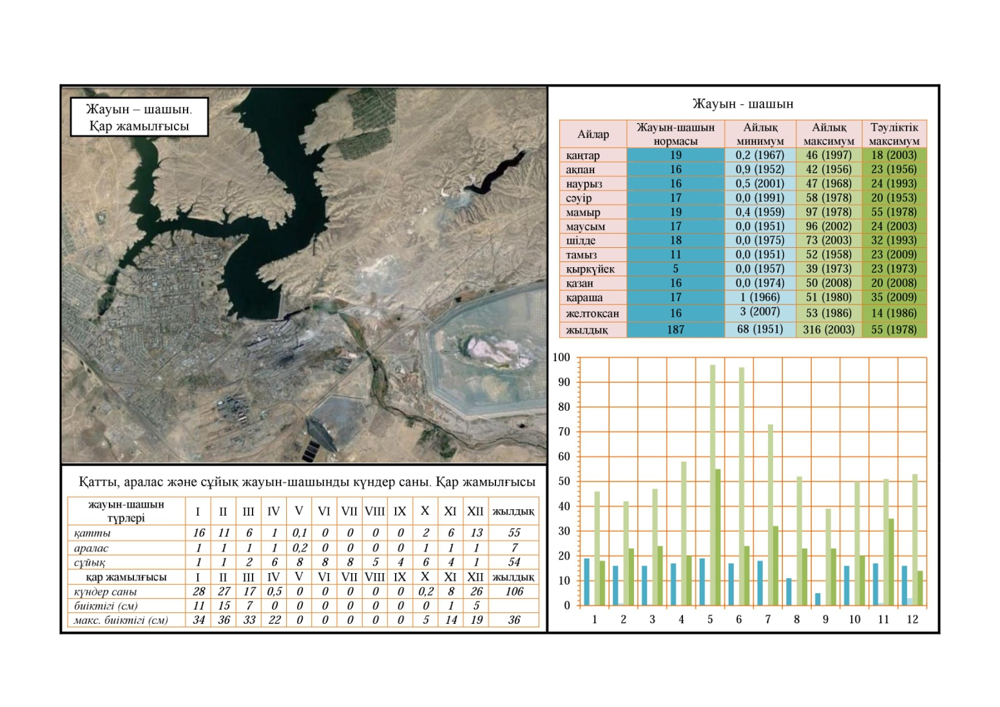 Жауын – шашын.
Қар жамылғысы
Қатты, аралас және сұйық жауын-шашынды күндер саны. Қар жамылғысы
жауын-шашын түрлері I II III IV V VI VII VIII IX X XI XII жылдық
қатты 16 11 6 1 0,1 0 0 0 0 2 6 13 55
аралас 1 1 1 1 0,2 0 0 0 0 1 1 1 7
сұйық 1 1 2 6 8 8 8 5 4 6 4 1 54
қар жамылғысы I II III IV V VI VII VIII IX X XI XII жылдық
күндер саны 28 27 17 0,5 0 0 0 0 0 0,2 8 26 106
биіктігі (см) 11 15 7 0 0 0 0 0 0 0 1 5
макс. биіктігі (см) 34 36 33 22 0 0 0 0 0 5 14 19 36
Жауын - шашын
Айлар Жауын-шашын нормасы Айлық минимум Айлық максимум Тәуліктік максимум
қаңтар 19 0,2 (1967) 46 (1997) 18 (2003)
ақпан 16 0,9 (1952) 42 (1956) 23 (1956)
наурыз 16 0,5 (2001) 47 (1968) 24 (1993)
сәуір 17 0,0 (1991) 58 (1978) 20 (1953)
мамыр 19 0,4 (1959) 97 (1978) 55 (1978)
маусым 17 0,0 (1951) 96 (2002) 24 (2003)
шілде 18 0,0 (1975) 73 (2003) 32 (1993)
тамыз 11 0,0 (1951) 52 (1958) 23 (2009)
қыркүйек 5 0,0 (1957) 39 (1973) 23 (1973)
қазан 16 0,0 (1974) 50 (2008) 20 (2008)
қараша 17 1 (1966) 51 (1980) 35 (2009)
желтоқсан 16 3 (2007) 53 (1986) 14 (1986)
жылдық 187 68 (1951) 316 (2003) 55 (1978)
100
90
80
70
60
50
40
30
20
10
0
1 2 3 4 5 6 7 8 9 10 11 12